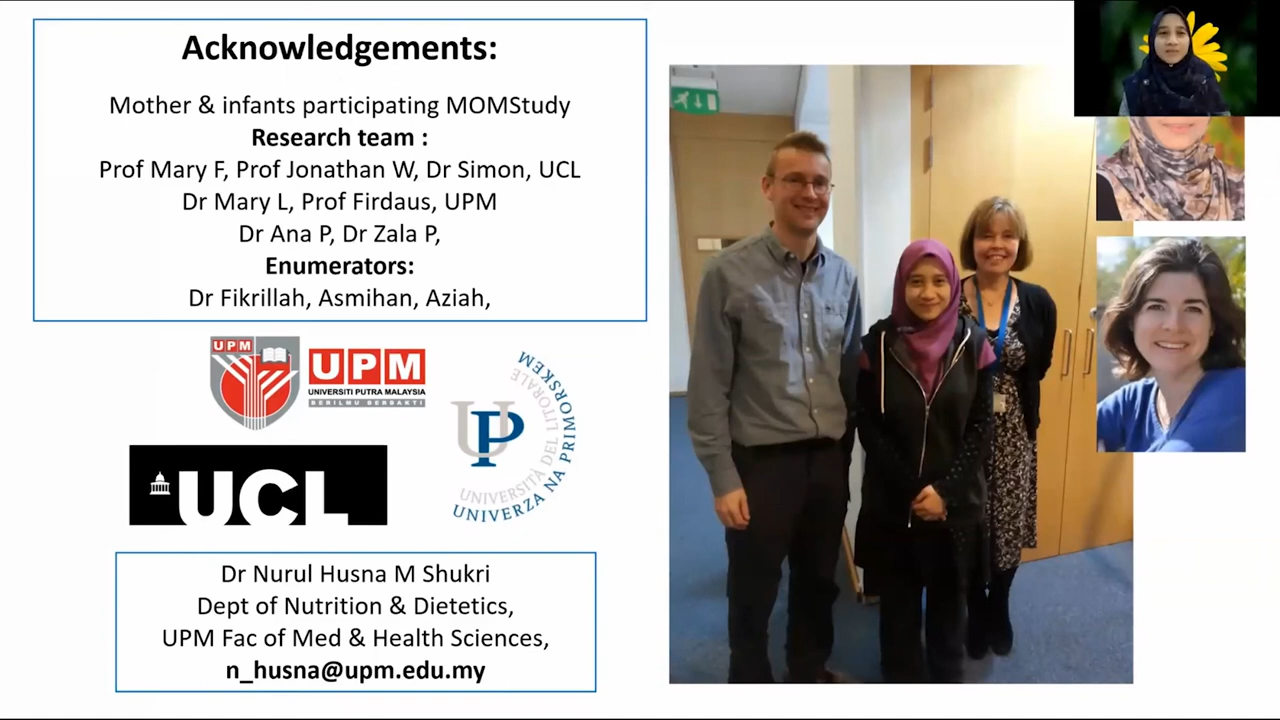 Acknowledgements:
Mother & infants participating MOMStudy
Research team :
Prof Mary F, Prof Jonathan W, Dr Simon, UCL
Dr Mary L, Prof Firdaus, UPM
Dr Ana P, Dr Zala P,
Enumerators:
Dr Fikrillah, Asmihan, Aziah,
UPM
UPM
UNIVERSITI PUTRA MALAYSIA
BERILMU BERBAKTI
UP
UNIVERSITÀ DEL LITORALE
UNIVERZA NA PRIMORSKEM
UCL
Dr Nurul Husna M Shukri
Dept of Nutrition & Dietetics,
UPM Fac of Med & Health Sciences,
n_husna@upm.edu.my